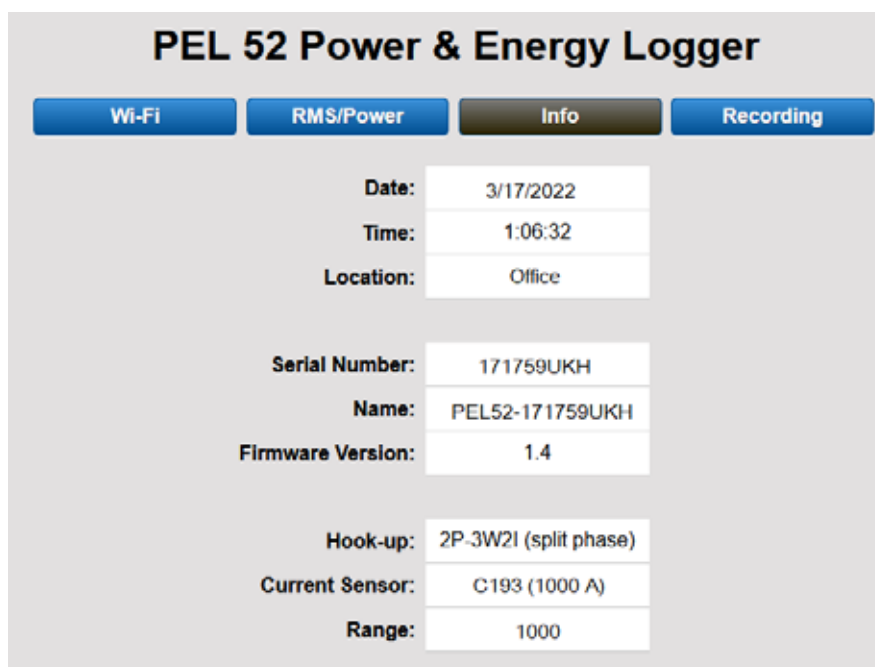 PEL 52 Power & Energy Logger
Wi-Fi RMS/Power Info Recording
Date: 3/17/2022
Time: 1:06:32
Location: Office
Serial Number: 171759UKH
Name: PEL52-171759UKH
Firmware Version: 1.4
Hook-up: 2P-3W2I (split phase)
Current Sensor: C193 (1000 A)
Range: 1000